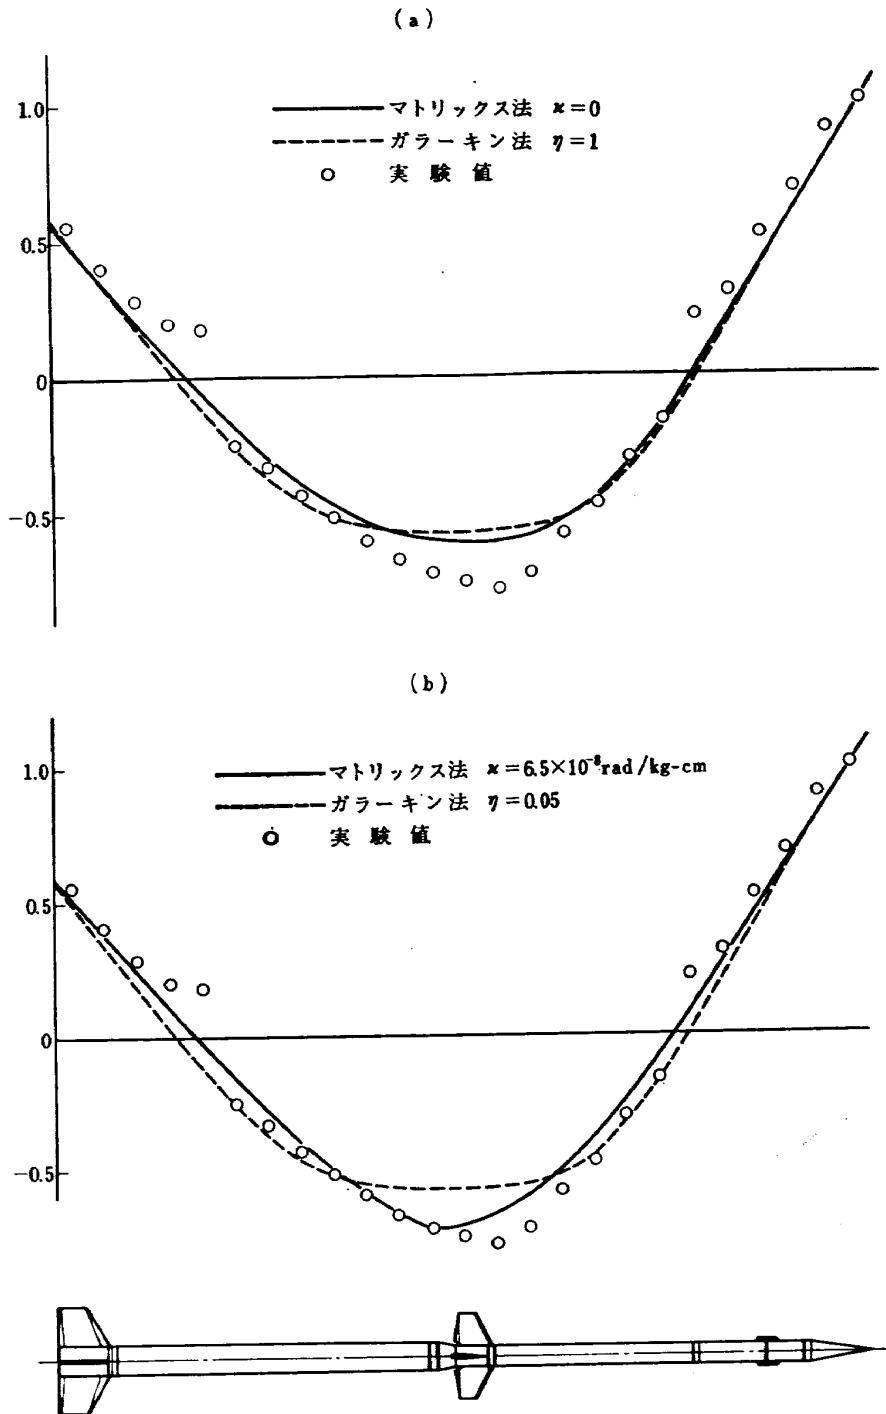 (a)
1.0
マトリックス法 ϰ=0
ガラーキン法 η=1
実験値
0.5
0
−0.5
(b)
1.0
マトリックス法 ϰ=6.5×10⁻⁸rad/kg-cm
ガラーキン法 η=0.05
実験値
0.5
0
−0.5